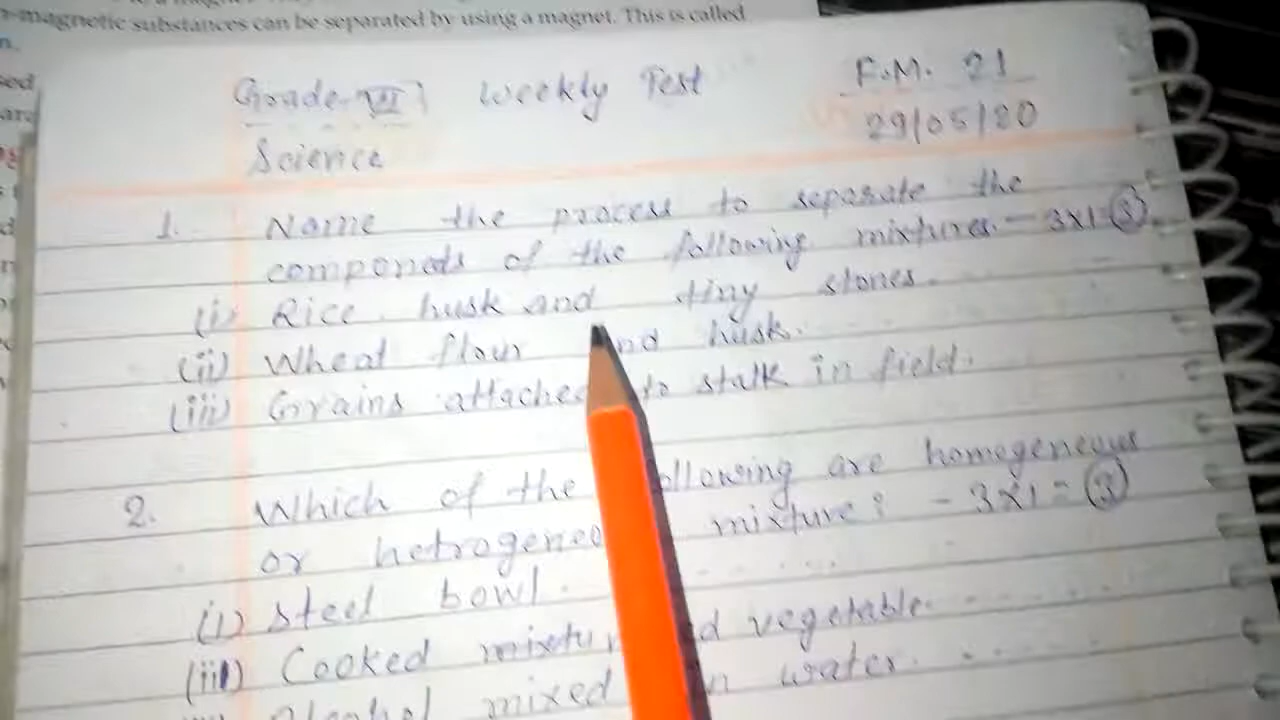 -magnetic substances can be separated by using a magnet. This is called
Grade-VI Weekly Test F.M. 21
Science 29/05/20
1. Name the process to separate the
components of the following mixtures. - 3x1=3.
(i) Rice husk and tiny stones.
(ii) Wheat flour and husk.
(iii) Grains attached to stalk in field.
2. Which of the following are homogeneous
or hetrogeneo mixture: - 3x1=3
(i) Steel bowl.
(ii) Cooked mixtur d vegetable.
Alcohol mixed in water.